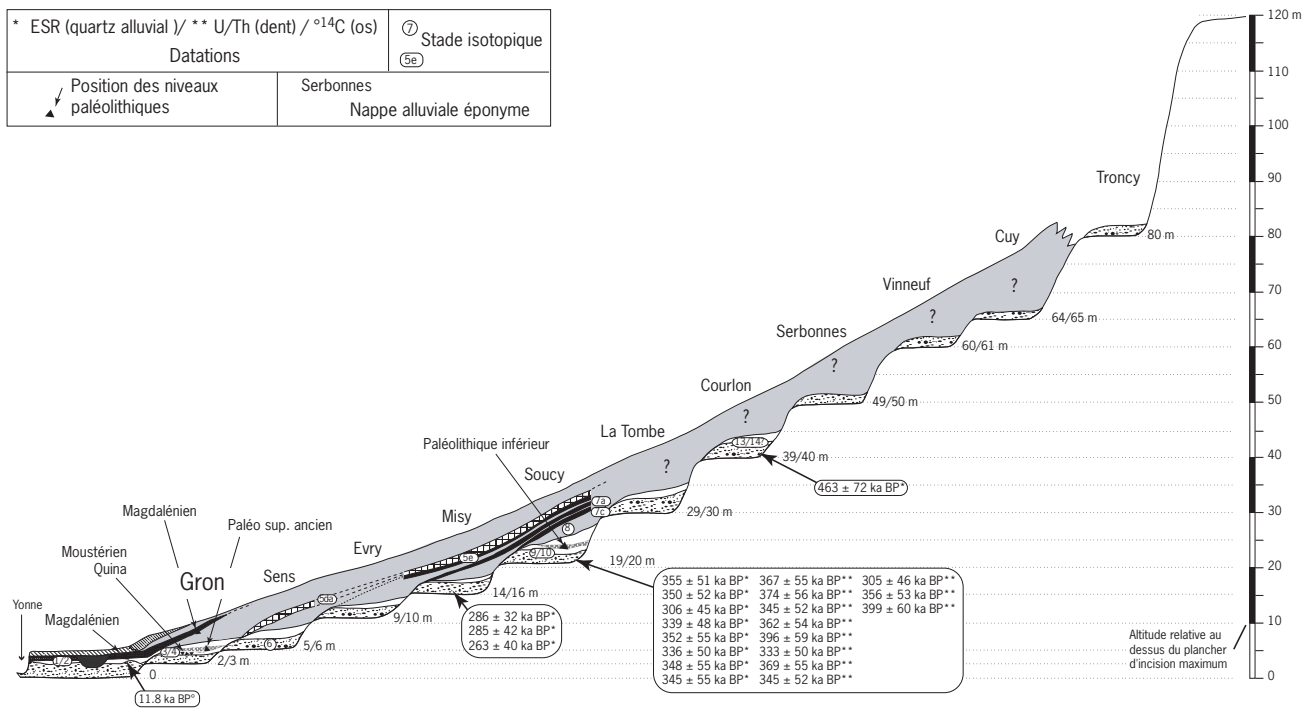 * ESR (quartz alluvial )/ ** U/Th (dent) / °14C (os)
Datations
7
Stade isotopique
5e
Position des niveaux
paléolithiques
Serbonnes
Nappe alluviale éponyme
120 m
110
100
90
80
70
60
50
40
30
20
10
0
Altitude relative au
dessus du plancher
d'incision maximum
Troncy
80 m
Cuy
?
64/65 m
Vinneuf
?
60/61 m
Serbonnes
?
49/50 m
Courlon
?
13/14?
39/40 m
463 ± 72 ka BP*
La Tombe
?
29/30 m
Paléolithique inférieur
Soucy
7a
7c
8
9/10
19/20 m
355 ± 51 ka BP* 367 ± 55 ka BP** 305 ± 46 ka BP**
350 ± 52 ka BP* 374 ± 56 ka BP** 356 ± 53 ka BP**
306 ± 45 ka BP* 345 ± 52 ka BP** 399 ± 60 ka BP**
339 ± 48 ka BP* 362 ± 54 ka BP**
352 ± 55 ka BP* 396 ± 59 ka BP**
336 ± 50 ka BP* 333 ± 50 ka BP**
348 ± 55 ka BP* 369 ± 55 ka BP**
345 ± 55 ka BP* 345 ± 52 ka BP**
Misy
5e
14/16 m
286 ± 32 ka BP*
285 ± 42 ka BP*
263 ± 40 ka BP*
Evry
9/10 m
Sens
5da
6
5/6 m
Magdalénien
Paléo sup. ancien
Moustérien
Quina
Gron
3/4
2/3 m
Yonne
Magdalénien
1/2
0
11.8 ka BP°